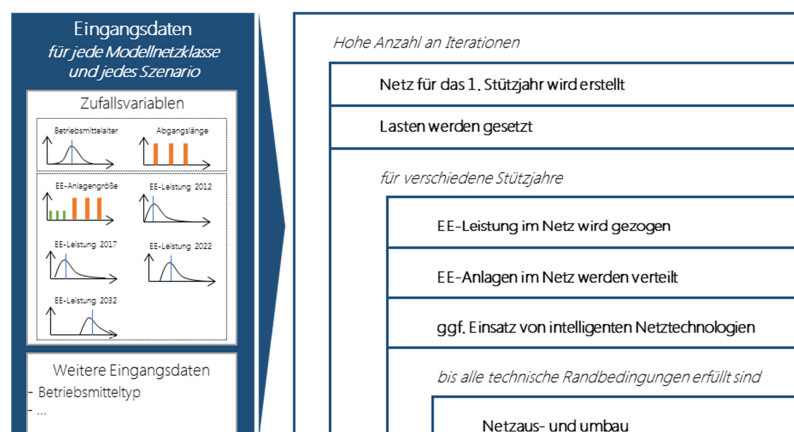 Eingangsdaten
für jede Modellnetzklasse
und jedes Szenario
Zufallsvariablen
Betriebsmittelalter
Abgangslänge
EE-Anlagengröße
EE-Leistung 2012
EE-Leistung 2017
EE-Leistung 2022
EE-Leistung 2032
Weitere Eingangsdaten
- Betriebsmitteltyp
- ...
Hohe Anzahl an Iterationen
Netz für das 1. Stützjahr wird erstellt
Lasten werden gesetzt
für verschiedene Stützjahre
EE-Leistung im Netz wird gezogen
EE-Anlagen im Netz werden verteilt
ggf. Einsatz von intelligenten Netztechnologien
bis alle technische Randbedingungen erfüllt sind
Netzaus- und umbau